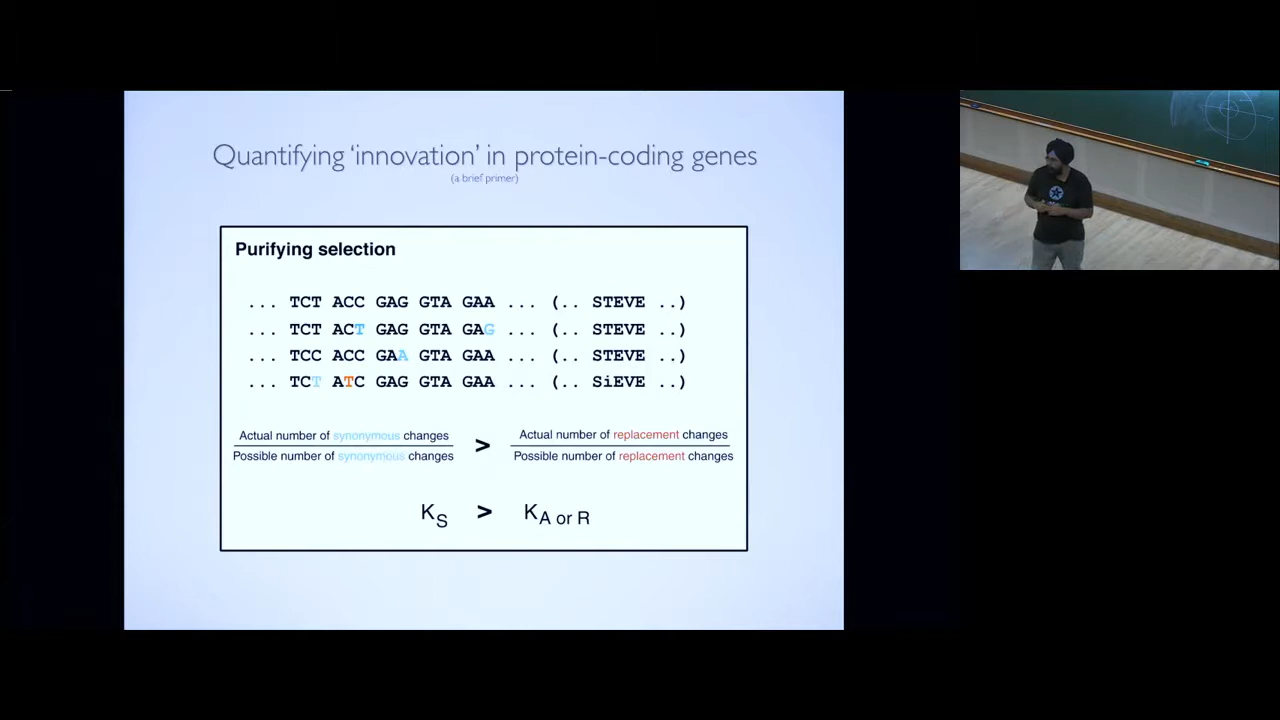 Quantifying ‘innovation’ in protein-coding genes
(a brief primer)
Purifying selection
... TCT ACC GAG GTA GAA ... (.. STEVE ..)
... TCT ACT GAG GTA GAG ... (.. STEVE ..)
... TCC ACC GAA GTA GAA ... (.. STEVE ..)
... TCT ATC GAG GTA GAA ... (.. SiEVE ..)
Actual number of synonymous changes > Actual number of replacement changes
Possible number of synonymous changes Possible number of replacement changes
KS > KA or R